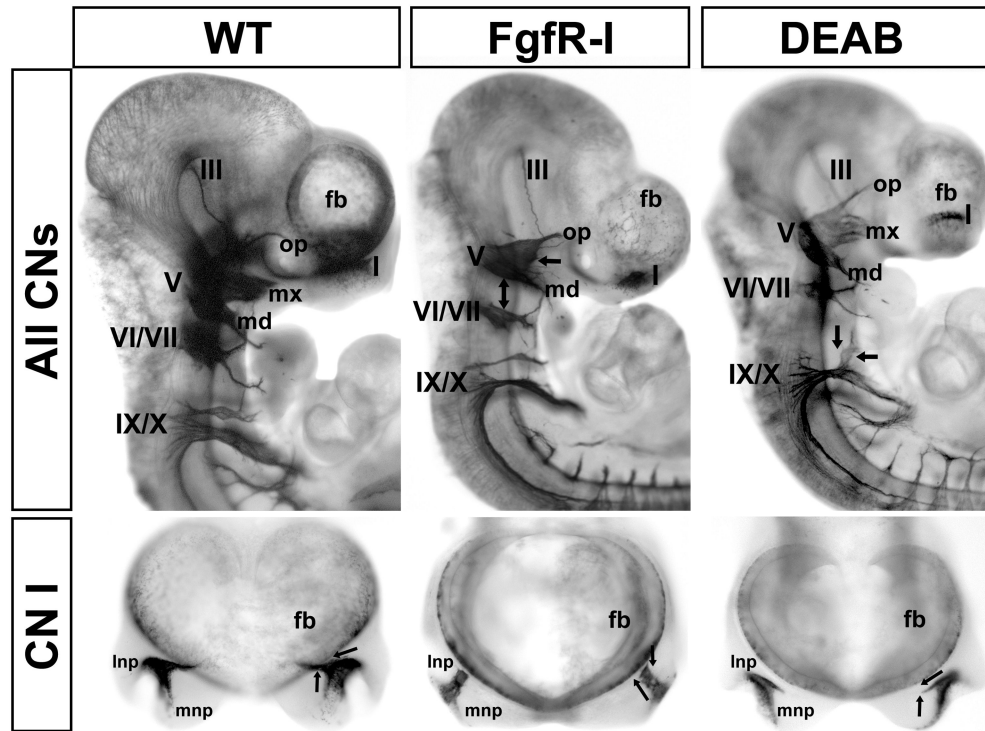 WT
FgfR-I
DEAB
All CNs
III
fb
op
I
V
mx
md
VI/VII
IX/X
III
fb
op
V
I
md
VI/VII
IX/X
III
op
fb
I
V
mx
md
VI/VII
IX/X
CN I
fb
lnp
mnp
fb
lnp
mnp
fb
lnp
mnp